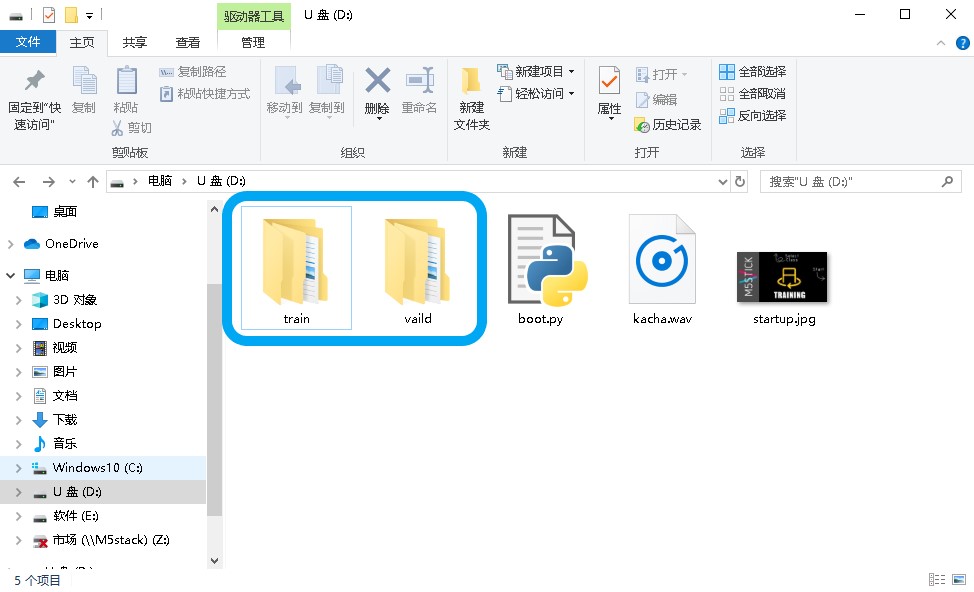 驱动器工具 U 盘 (D:)
文件 主页 共享 查看 管理
固定到"快速访问"
复制
粘贴
复制路径
粘贴快捷方式
剪切
剪贴板
移动到
复制到
删除
重命名
组织
新建文件夹
新建项目
轻松访问
新建
属性
打开
编辑
历史记录
打开
全部选择
全部取消
反向选择
选择
电脑 U 盘 (D:)
搜索"U 盘 (D:)"
桌面
OneDrive
电脑
3D 对象
Desktop
视频
图片
文档
下载
音乐
Windows10 (C:)
U 盘 (D:)
软件 (E:)
市场 (\\M5stack) (Z:)
train
vaild
boot.py
kacha.wav
M5STICK
Select
Class
Start
TRAINING
startup.jpg
5 个项目